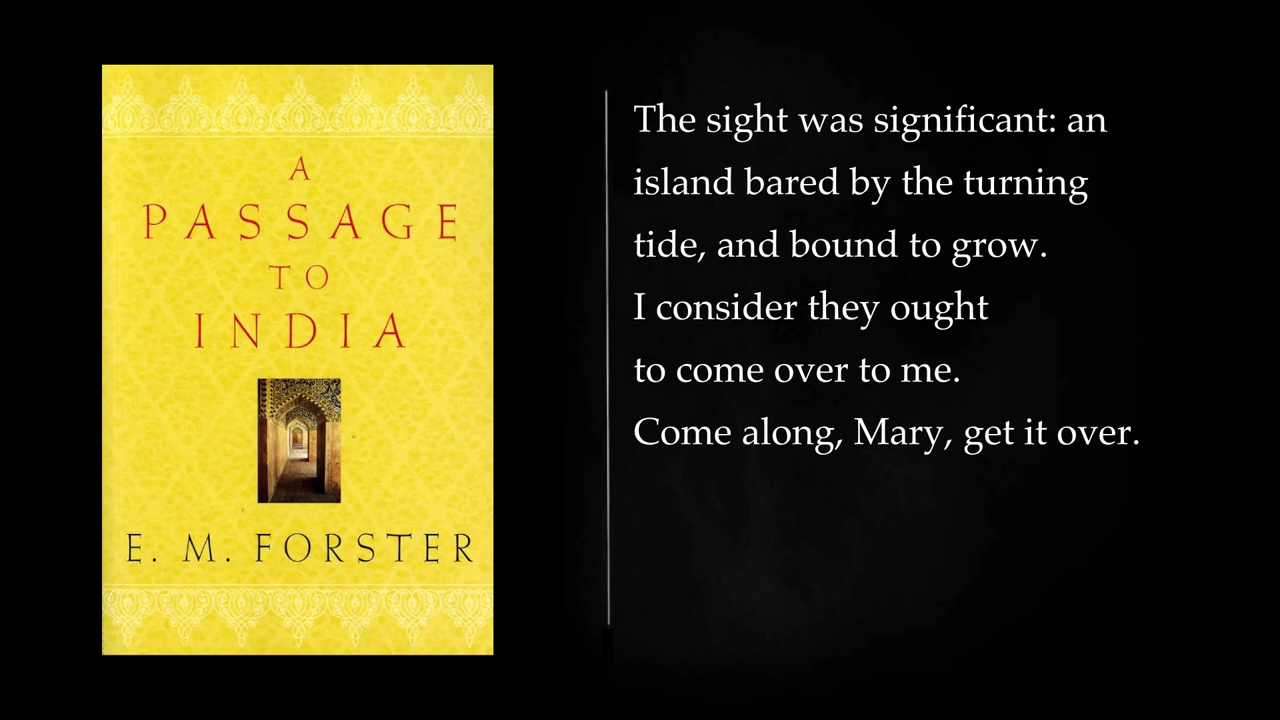 A
PASSAGE
TO
INDIA
E. M. FORSTER
The sight was significant: an
island bared by the turning
tide, and bound to grow.
I consider they ought
to come over to me.
Come along, Mary, get it over.